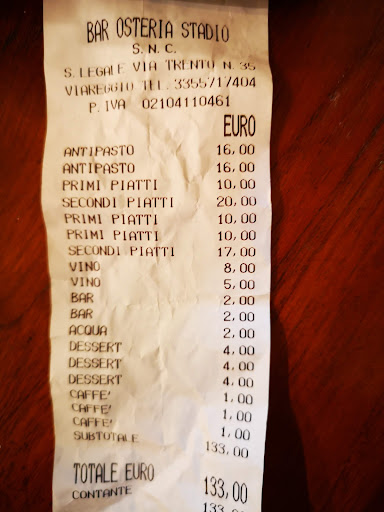 BAR OSTERIA STADIO
S.N.C.
S.LEGALE VIA TRENTO N.35
VIAREGGIO TEL.3355717404
P.IVA 02104110461
EURO
ANTIPASTO 16,00
ANTIPASTO 16,00
PRIMI PIATTI 10,00
SECONDI PIATTI 20,00
PRIMI PIATTI 10,00
PRIMI PIATTI 10,00
SECONDI PIATTI 17,00
VINO 8,00
VINO 5,00
BAR 2,00
BAR 2,00
ACQUA 2,00
DESSERT 4,00
DESSERT 4,00
DESSERT 4,00
CAFFE' 1,00
CAFFE' 1,00
CAFFE' 1,00
SUBTOTALE 133,00
TOTALE EURO 133,00
CONTANTE 133,00